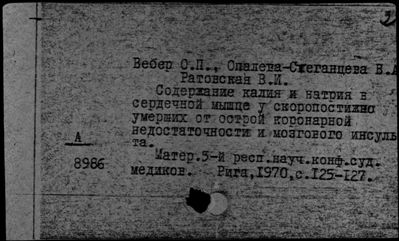 Вебер О.П., Опалева-Стеганцева В.А
Ратовская В.И.
Содержание калия и натрия в
сердечной мышце у скоропостижно
умерших от острой коронарной
недостаточности и мозгового инсуль
та.
А
8986
Матер.5-й респ.науч.конф.суд.
медиков. Рига,1970,с.125-127.